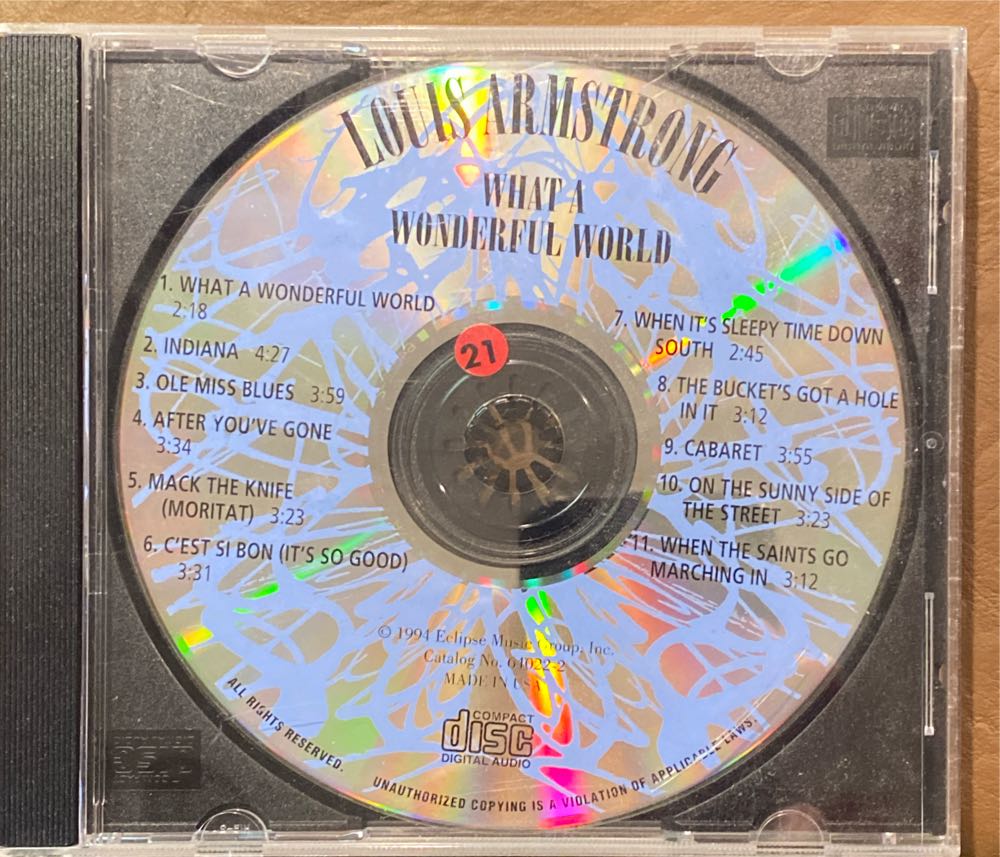 LOUIS ARMSTRONG
WHAT A
WONDERFUL WORLD
1. WHAT A WONDERFUL WORLD
2:18
2. INDIANA 4:27
3. OLE MISS BLUES 3:59
4. AFTER YOU'VE GONE
3:34
5. MACK THE KNIFE
(MORITAT) 3:23
6. C'EST SI BON (IT'S SO GOOD)
3:31
21
7. WHEN IT'S SLEEPY TIME DOWN
SOUTH 2:45
8. THE BUCKET'S GOT A HOLE
IN IT 3:12
9. CABARET 3:55
10. ON THE SUNNY SIDE OF
THE STREET 3:23
11. WHEN THE SAINTS GO
MARCHING IN 3:12
© 1994 Eclipse Music Group, Inc.
Catalog No. 64022-2
MADE IN USA
COMPACT
disc
DIGITAL AUDIO
ALL RIGHTS RESERVED.
UNAUTHORIZED COPYING IS A VIOLATION OF APPLICABLE LAWS.